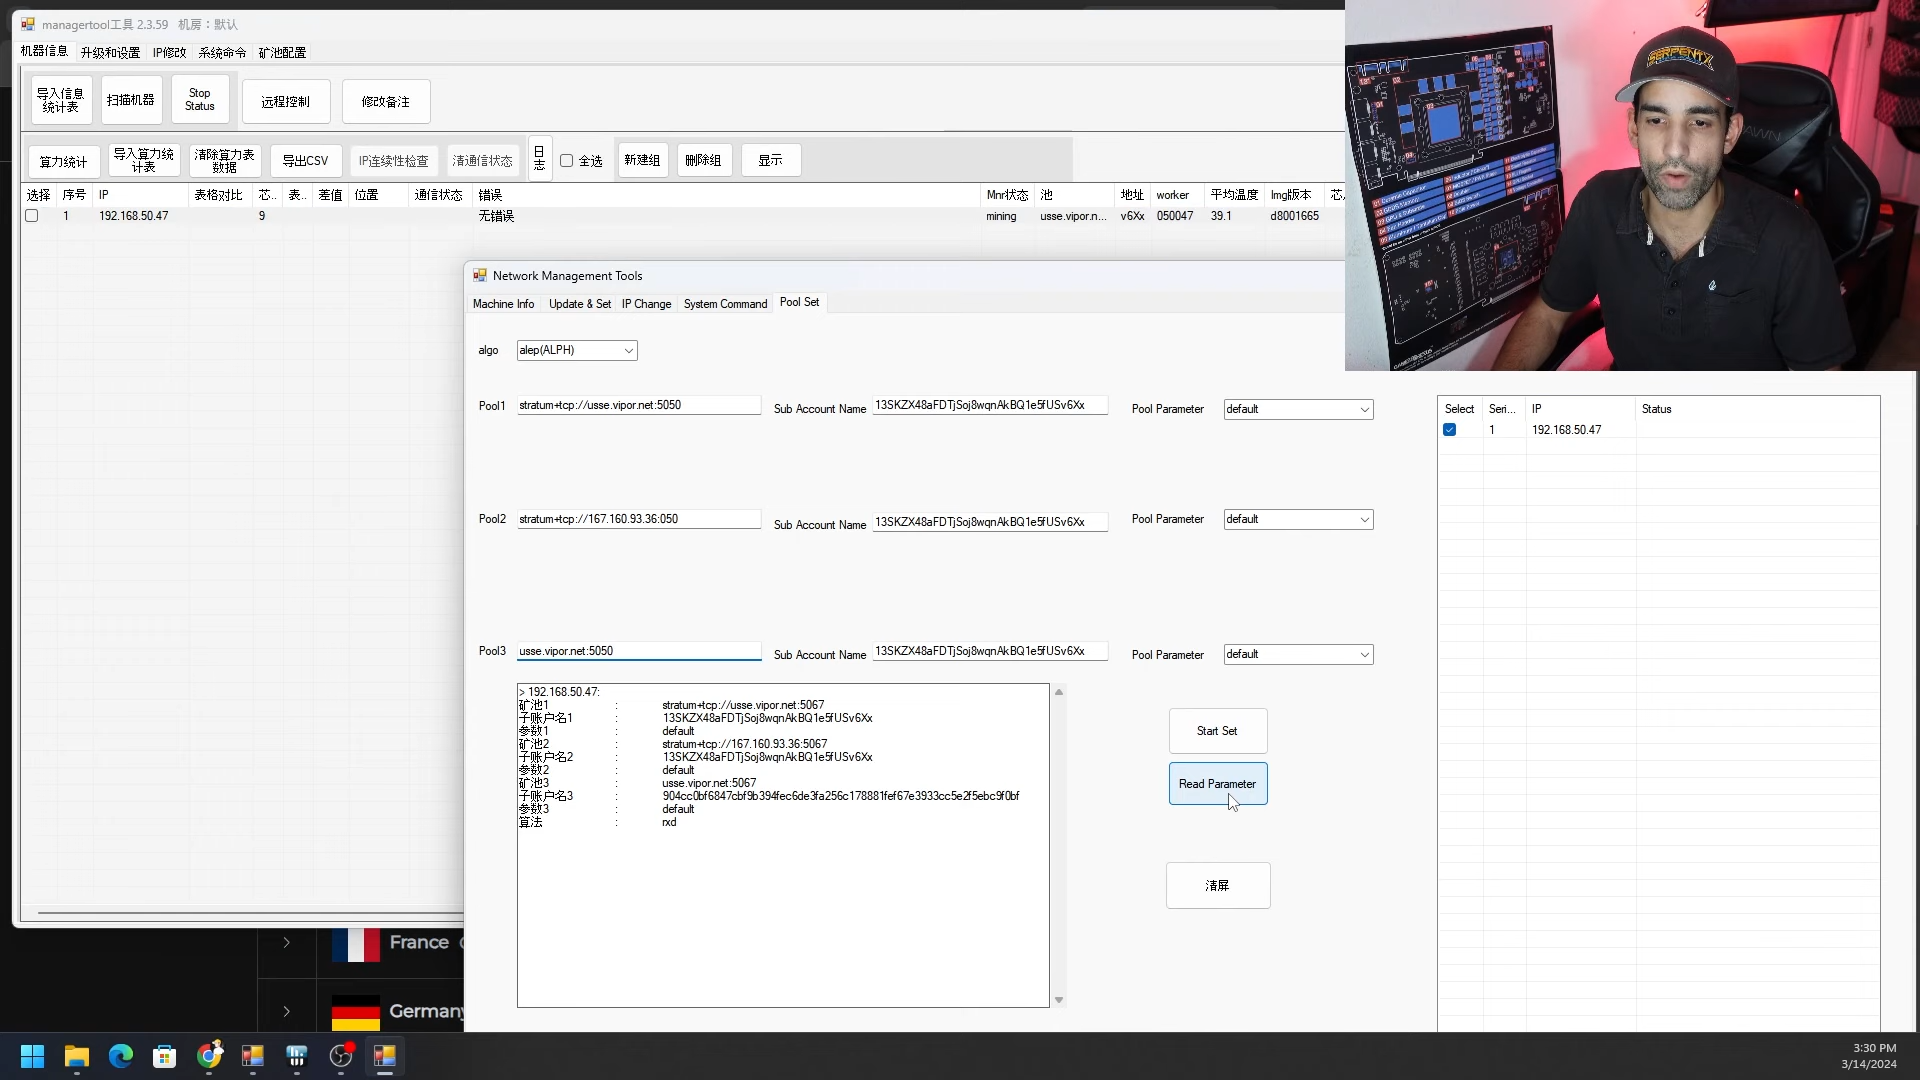 managertool工具 2.3.59 机房：默认
机器信息 升级和设置 IP修改 系统命令 矿池配置
导入信息统计表 扫描机器 Stop Status 远程控制 修改备注
算力统计 导入算力统计表 清除算力表数据 导出CSV IP连续性检查 清通信状态 日志 全选 新建组 删除组 显示
选择 序号 IP 表格对比 芯.. 表.. 差值 位置 通信状态 错误 Mnr状态 池 地址 worker 平均温度 Img版本
1 192.168.50.47 9 无错误 mining usse.vipor.n... v6Xx 050047 39.1 d8001665
Network Management Tools
Machine Info Update & Set IP Change System Command Pool Set
algo alep(ALPH)
Pool1 stratum+tcp://usse.vipor.net:5050 Sub Account Name 13SKZX48aFDTjSoj8wqnAkBQ1e5fUSv6Xx Pool Parameter default
Pool2 stratum+tcp://167.160.93.36:050 Sub Account Name 13SKZX48aFDTjSoj8wqnAkBQ1e5fUSv6Xx Pool Parameter default
Pool3 usse.vipor.net:5050 Sub Account Name 13SKZX48aFDTjSoj8wqnAkBQ1e5fUSv6Xx Pool Parameter default
> 192.168.50.47:
矿池1 : stratum+tcp://usse.vipor.net:5067
子账户名1 : 13SKZX48aFDTjSoj8wqnAkBQ1e5fUSv6Xx
参数1 : default
矿池2 : stratum+tcp://167.160.93.36:5067
子账户名2 : 13SKZX48aFDTjSoj8wqnAkBQ1e5fUSv6Xx
参数2 : default
矿池3 : usse.vipor.net:5067
子账户名3 : 904cc0bf6847cbf9b394fec6de3fa256c178881fef67e3933cc5e2f5ebc9f0bf
参数3 : default
算法 : rxd
Start Set
Read Parameter
清屏
Select Seri... IP Status
1 192.168.50.47
France
Germany
SERPENTX
3:30 PM
3/14/2024